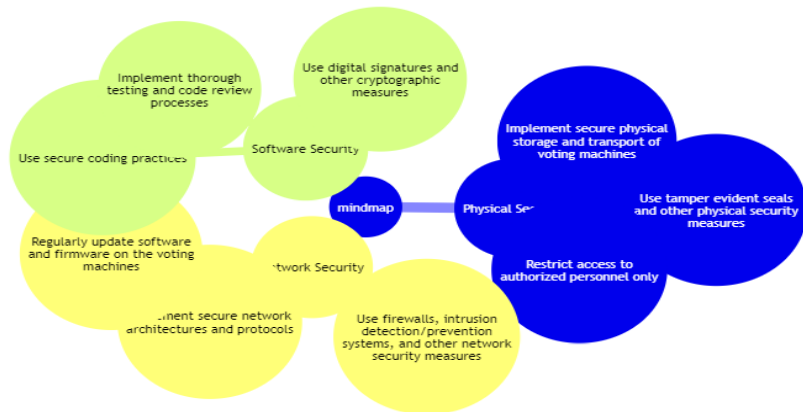 Implement thorough
testing and code review
processes
Use digital signatures and
other cryptographic
measures
Use secure coding practices
Software Security
Implement secure physical
storage and transport of
voting machines
mindmap
Physical
Use tamper evident seals
and other physical security
measures
Regularly update software
and firmware on the voting
machines
Security
secure network
architectures and protocols
Use firewalls, intrusion
detection/prevention
systems, and other network
security measures
Restrict access to
authorized personnel only